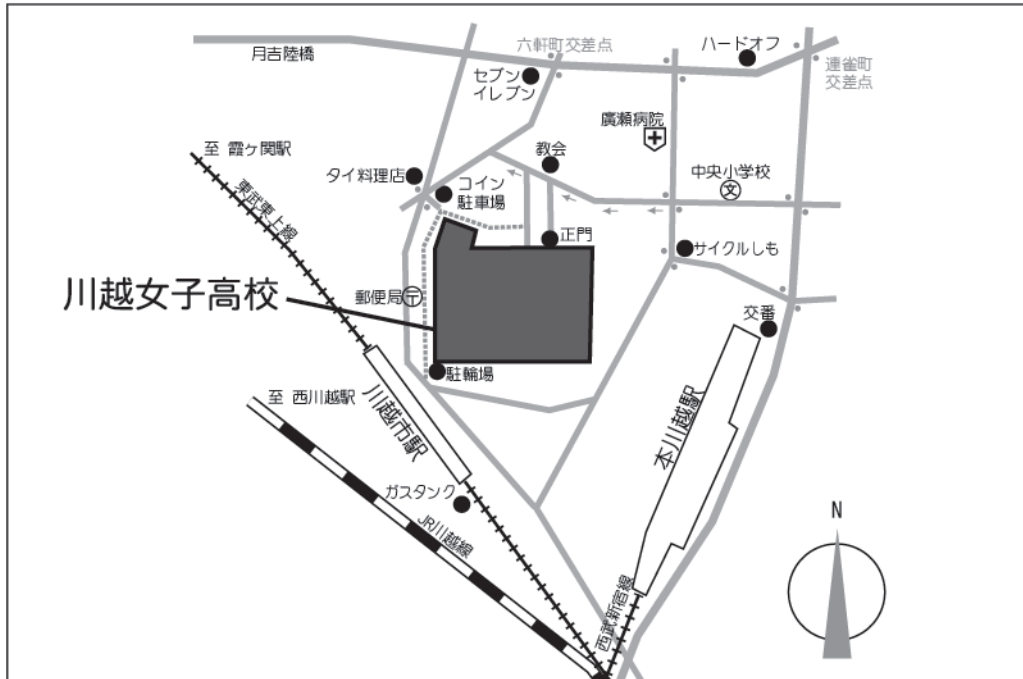 六軒町交差点
ハードオフ
月吉陸橋
セブン
イレブン
連雀町
交差点
廣瀬病院
至 霞ヶ関駅
教会
タイ料理店
コイン
駐車場
中央小学校
文
東武東上線
正門
サイクルしも
川越女子高校
郵便局
〒
交番
駐輪場
至 西川越駅
川越市駅
本川越駅
ガスタンク
JR川越線
N
西武新宿線